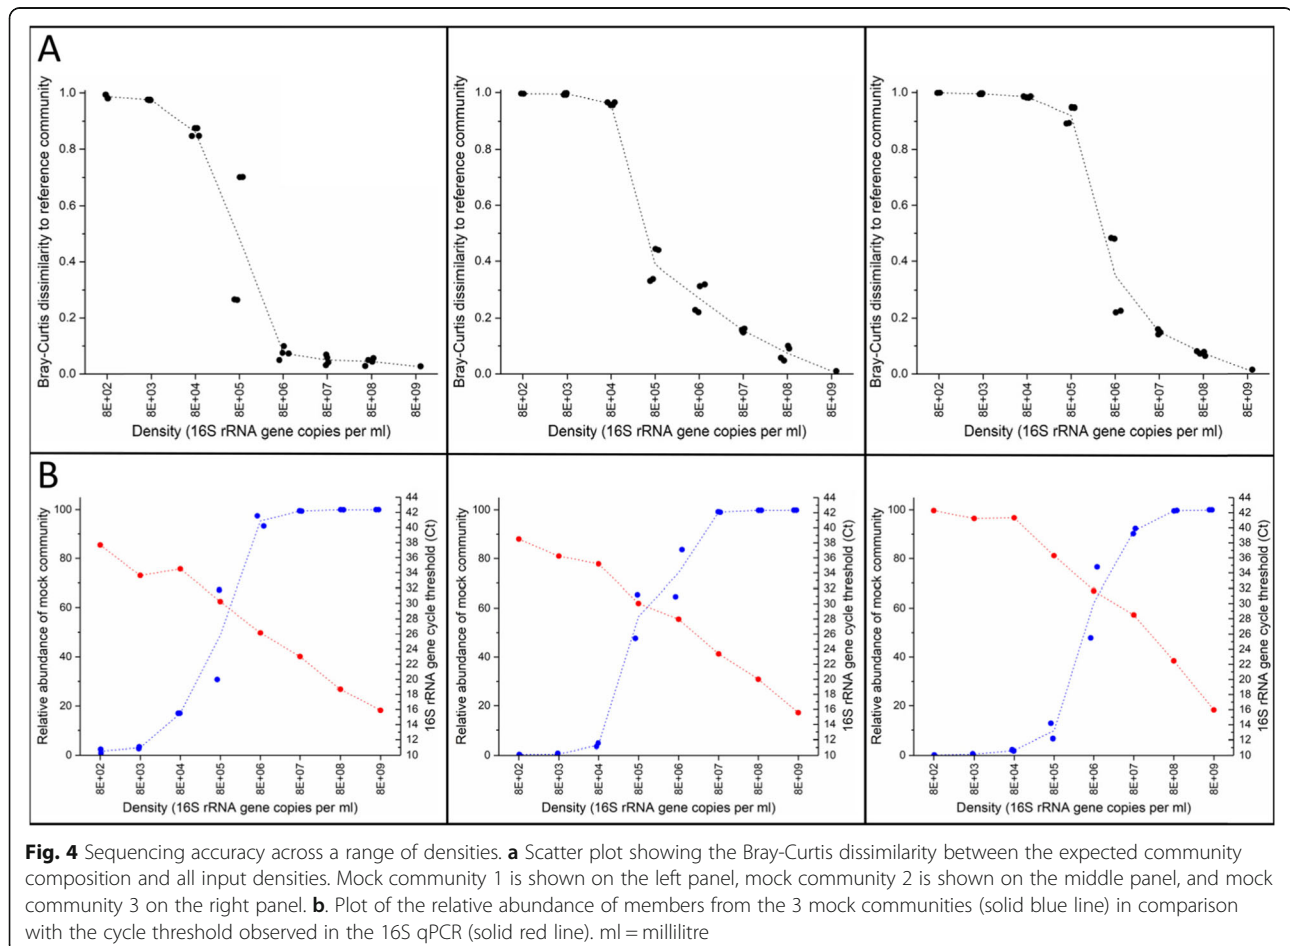 A
Bray-Curtis dissimilarity to reference community
1.0
0.8
0.6
0.4
0.2
0.0
8E+02
8E+03
8E+04
8E+05
8E+06
8E+07
8E+08
8E+09
Density (16S rRNA gene copies per ml)
Bray-Curtis dissimilarity to reference community
1.0
0.8
0.6
0.4
0.2
0.0
8E+02
8E+03
8E+04
8E+05
8E+06
8E+07
8E+08
8E+09
Density (16S rRNA gene copies per ml)
Bray-Curtis dissimilarity to reference community
1.0
0.8
0.6
0.4
0.2
0.0
8E+02
8E+03
8E+04
8E+05
8E+06
8E+07
8E+08
8E+09
Density (16S rRNA gene copies per ml)
B
Relative abundance of mock community
100
80
60
40
20
0
8E+02
8E+03
8E+04
8E+05
8E+06
8E+07
8E+08
8E+09
Density (16S rRNA gene copies per ml)
44
42
40
38
36
34
32
30
28
26
24
22
20
18
16
14
12
10
16S rRNA gene cycle threshold (Ct)
Relative abundance of mock community
100
80
60
40
20
0
8E+02
8E+03
8E+04
8E+05
8E+06
8E+07
8E+08
8E+09
Density (16S rRNA gene copies per ml)
44
42
40
38
36
34
32
30
28
26
24
22
20
18
16
14
12
10
16S rRNA gene cycle threshold (Ct)
Relative abundance of mock community
100
80
60
40
20
0
8E+02
8E+03
8E+04
8E+05
8E+06
8E+07
8E+08
8E+09
Density (16S rRNA gene copies per ml)
44
42
40
38
36
34
32
30
28
26
24
22
20
18
16
14
12
10
16S rRNA gene cycle threshold (Ct)
Fig. 4 Sequencing accuracy across a range of densities. a Scatter plot showing the Bray-Curtis dissimilarity between the expected community
composition and all input densities. Mock community 1 is shown on the left panel, mock community 2 is shown on the middle panel, and mock
community 3 on the right panel. b. Plot of the relative abundance of members from the 3 mock communities (solid blue line) in comparison
with the cycle threshold observed in the 16S qPCR (solid red line). ml = millilitre